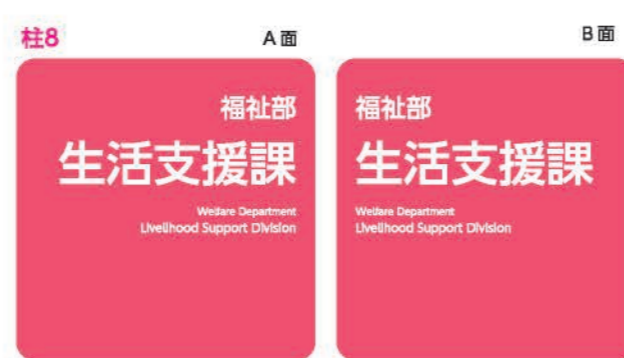 柱8
A面
福祉部
生活支援課
Welfare Department
Livelihood Support Division
B面
福祉部
生活支援課
Welfare Department
Livelihood Support Division